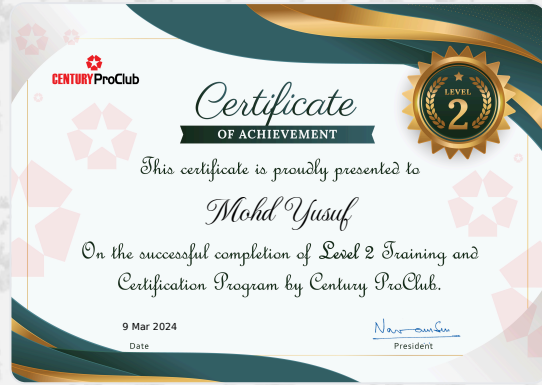 CENTURY ProClub
Certificate
OF ACHIEVEMENT
LEVEL
2
This certificate is proudly presented to
Mohd Yusuf
On the successful completion of Level 2 Training and
Certification Program by Century ProClub.
9 Mar 2024
Date
President